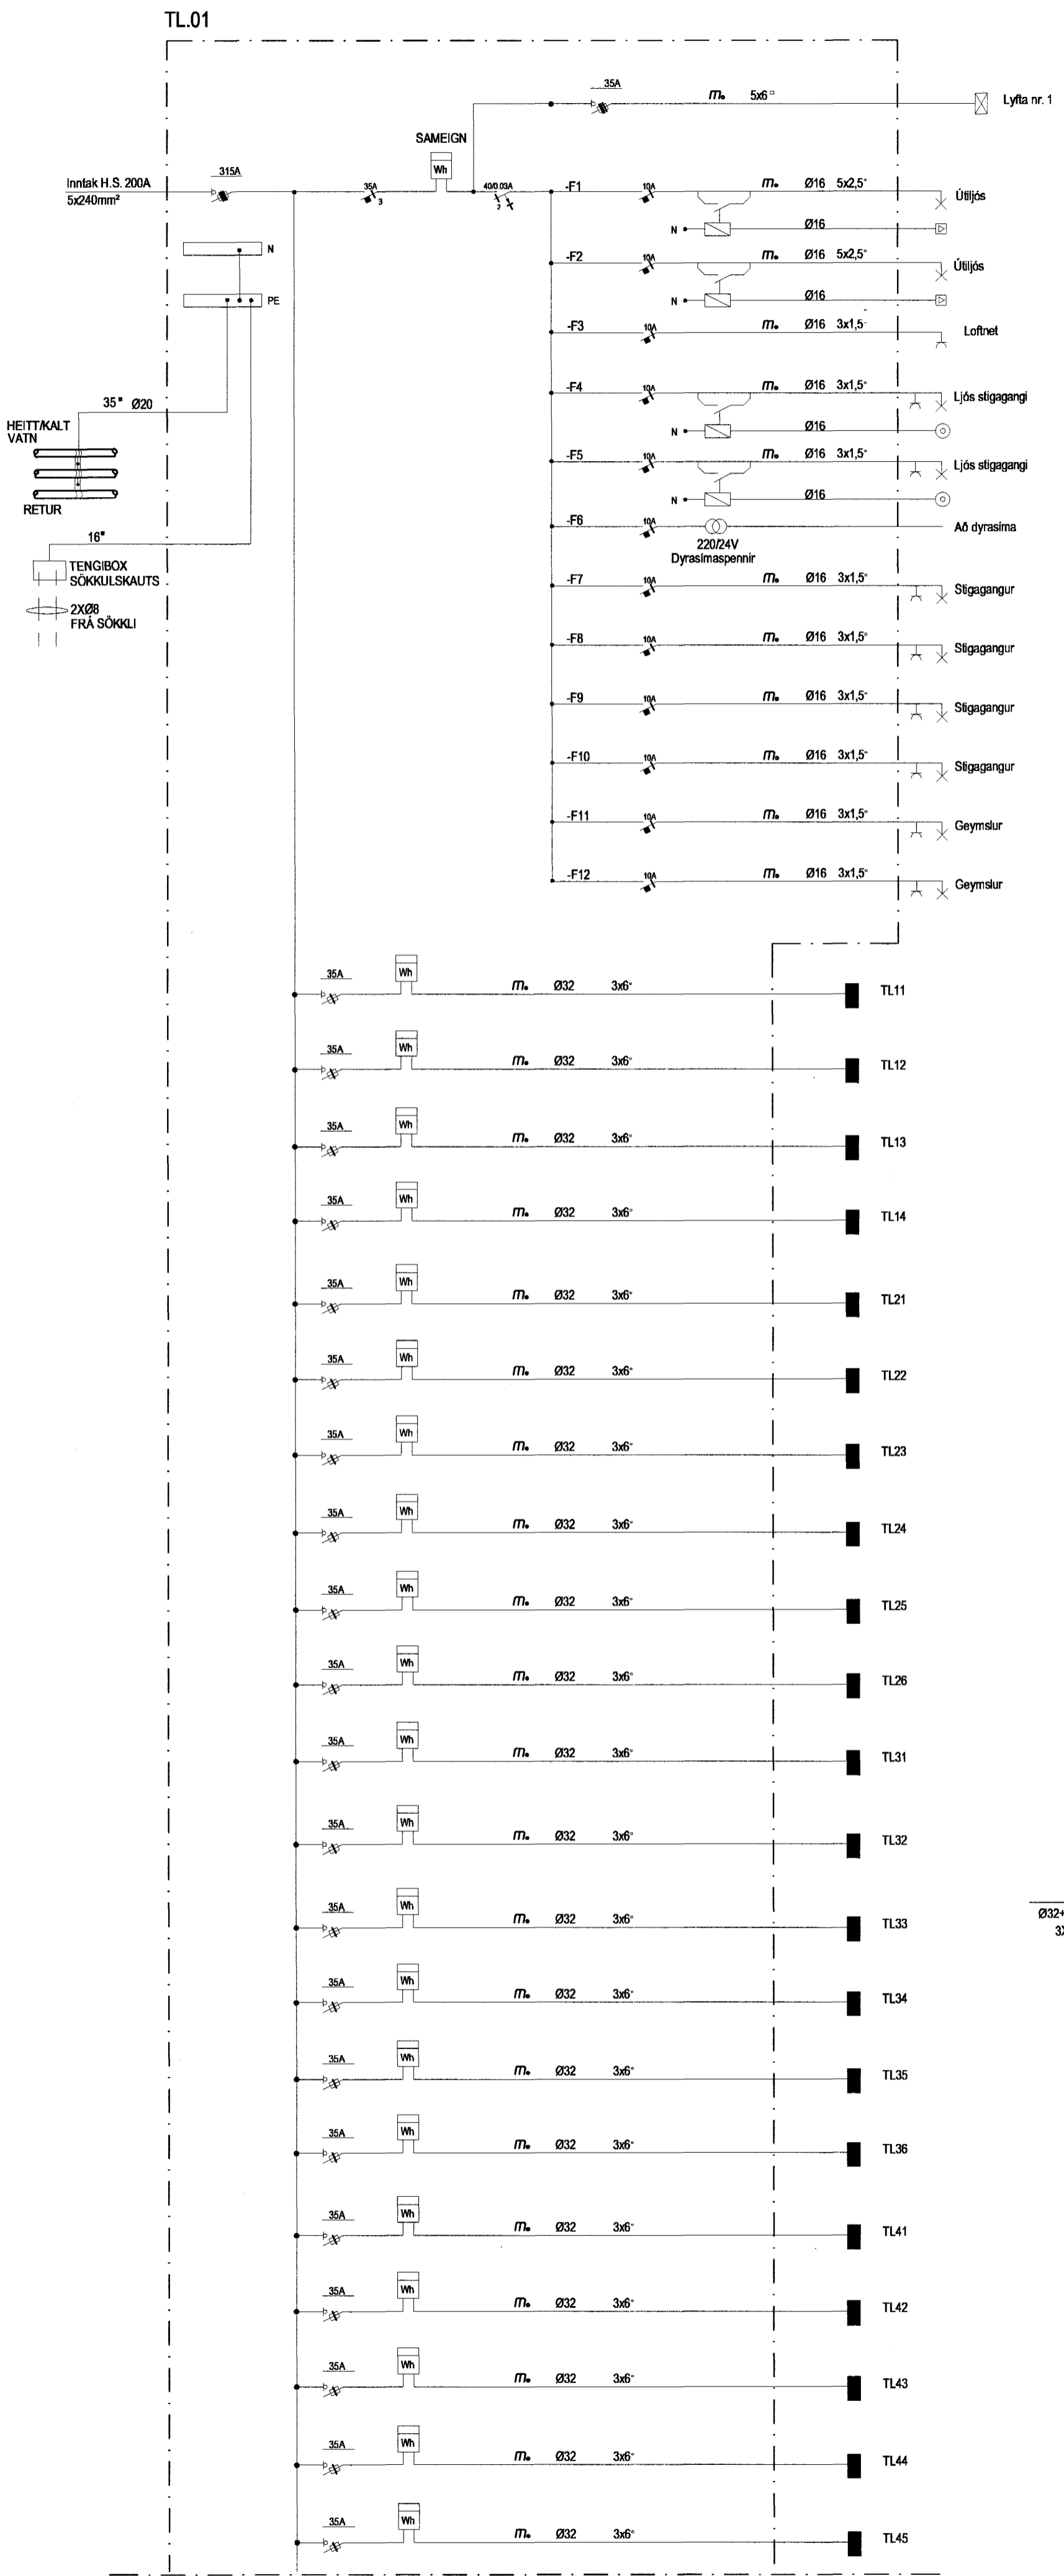 TL.01
35A
m. 5x6▫
Lyfta nr. 1
SAMEIGN
Wh
Inntak H.S. 200A
5x240mm²
315A
35A
3
40/0.03A
2
-F1 10A m. Ø16 5x2,5▫ Útiljós
N Ø16
-F2 10A m. Ø16 5x2,5▫ Útiljós
N Ø16
-F3 10A m. Ø16 3x1,5▫ Loftnet
-F4 10A m. Ø16 3x1,5▫ Ljós stigagangi
N Ø16
-F5 10A m. Ø16 3x1,5▫ Ljós stigagangi
N Ø16
-F6 10A Að dyrasíma
220/24V
Dyrasímaspennir
-F7 10A m. Ø16 3x1,5▫ Stigagangur
-F8 10A m. Ø16 3x1,5▫ Stigagangur
-F9 10A m. Ø16 3x1,5▫ Stigagangur
-F10 10A m. Ø16 3x1,5▫ Stigagangur
-F11 10A m. Ø16 3x1,5▫ Geymslur
-F12 10A m. Ø16 3x1,5▫ Geymslur
N
PE
35▫ Ø20
HEITT/KALT
VATN
RETUR
16▫
TENGIBOX
SÖKKULSKAUTS
2XØ8
FRÁ SÖKKLI
35A Wh m. Ø32 3x6▫ TL11
35A Wh m. Ø32 3x6▫ TL12
35A Wh m. Ø32 3x6▫ TL13
35A Wh m. Ø32 3x6▫ TL14
35A Wh m. Ø32 3x6▫ TL21
35A Wh m. Ø32 3x6▫ TL22
35A Wh m. Ø32 3x6▫ TL23
35A Wh m. Ø32 3x6▫ TL24
35A Wh m. Ø32 3x6▫ TL25
35A Wh m. Ø32 3x6▫ TL26
35A Wh m. Ø32 3x6▫ TL31
35A Wh m. Ø32 3x6▫ TL32
35A Wh m. Ø32 3x6▫ TL33
Ø32+
3X
35A Wh m. Ø32 3x6▫ TL34
35A Wh m. Ø32 3x6▫ TL35
35A Wh m. Ø32 3x6▫ TL36
35A Wh m. Ø32 3x6▫ TL41
35A Wh m. Ø32 3x6▫ TL42
35A Wh m. Ø32 3x6▫ TL43
35A Wh m. Ø32 3x6▫ TL44
35A Wh m. Ø32 3x6▫ TL45